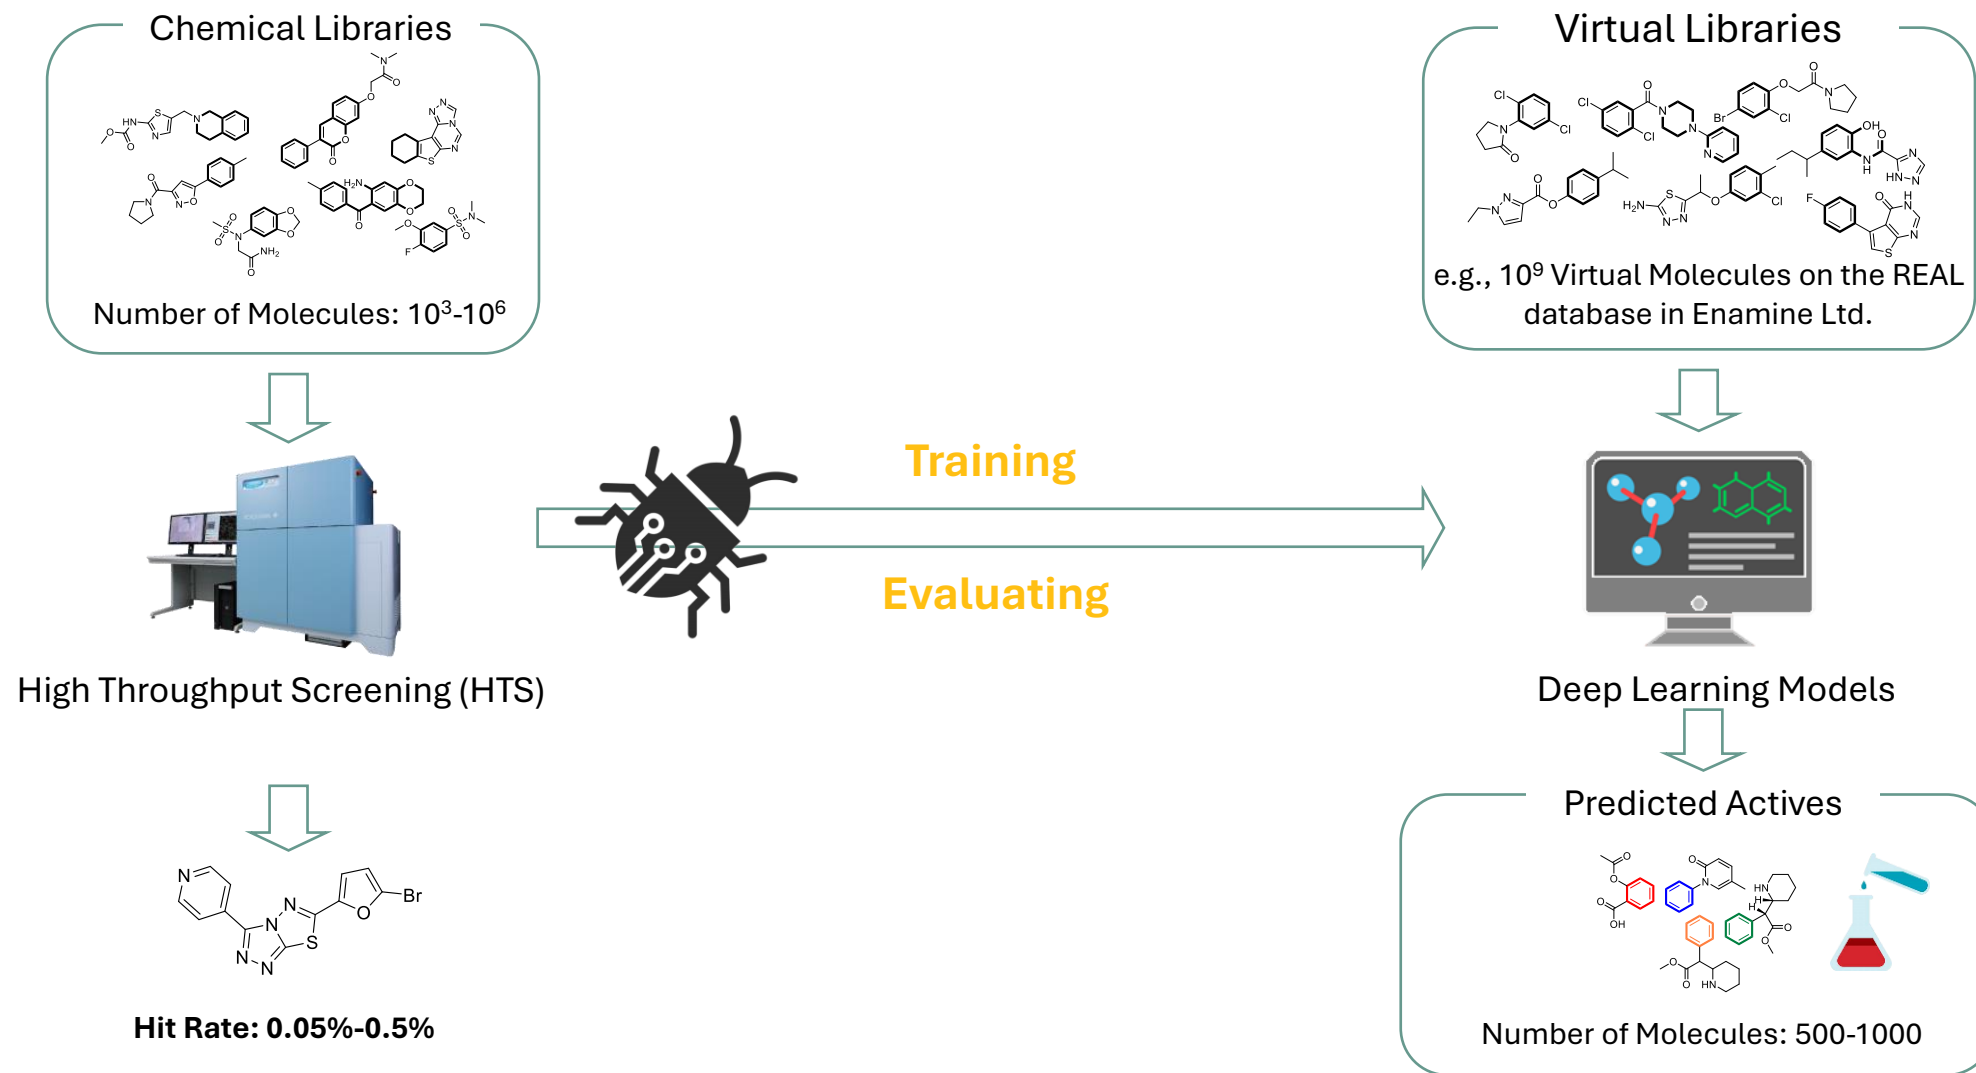 Chemical Libraries
Number of Molecules: 10³-10⁶
High Throughput Screening (HTS)
N
N
N
N
N
S
O
Br
Hit Rate: 0.05%-0.5%
Training
Evaluating
Virtual Libraries
e.g., 10⁹ Virtual Molecules on the REAL
database in Enamine Ltd.
Deep Learning Models
Predicted Actives
Number of Molecules: 500-1000